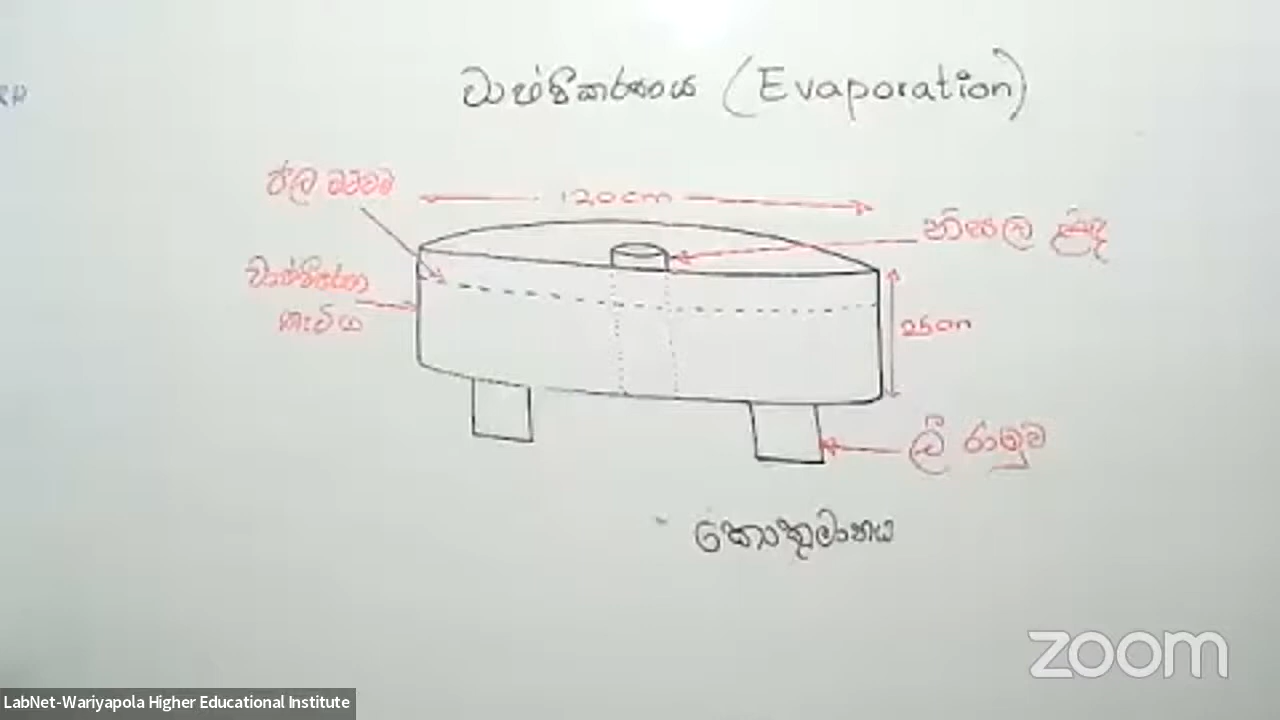 වාෂ්පීකරණය (Evaporation)
ජල මට්ටම
120cm
නිසල ළිඳ
වාෂ්පීකරණ
තැටිය
25cm
ලී රාමුව
zoom
LabNet-Wariyapola Higher Educational Institute